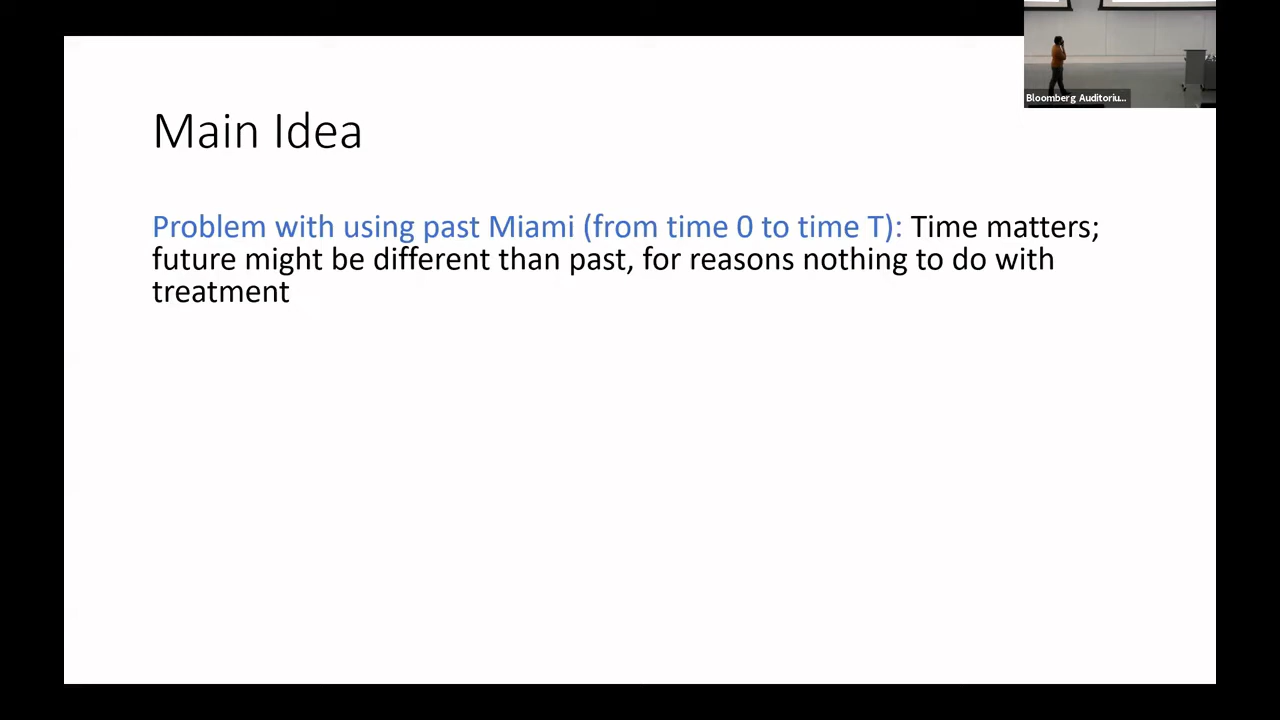 Bloomberg Auditoriu...
Main Idea
Problem with using past Miami (from time 0 to time T): Time matters;
future might be different than past, for reasons nothing to do with
treatment